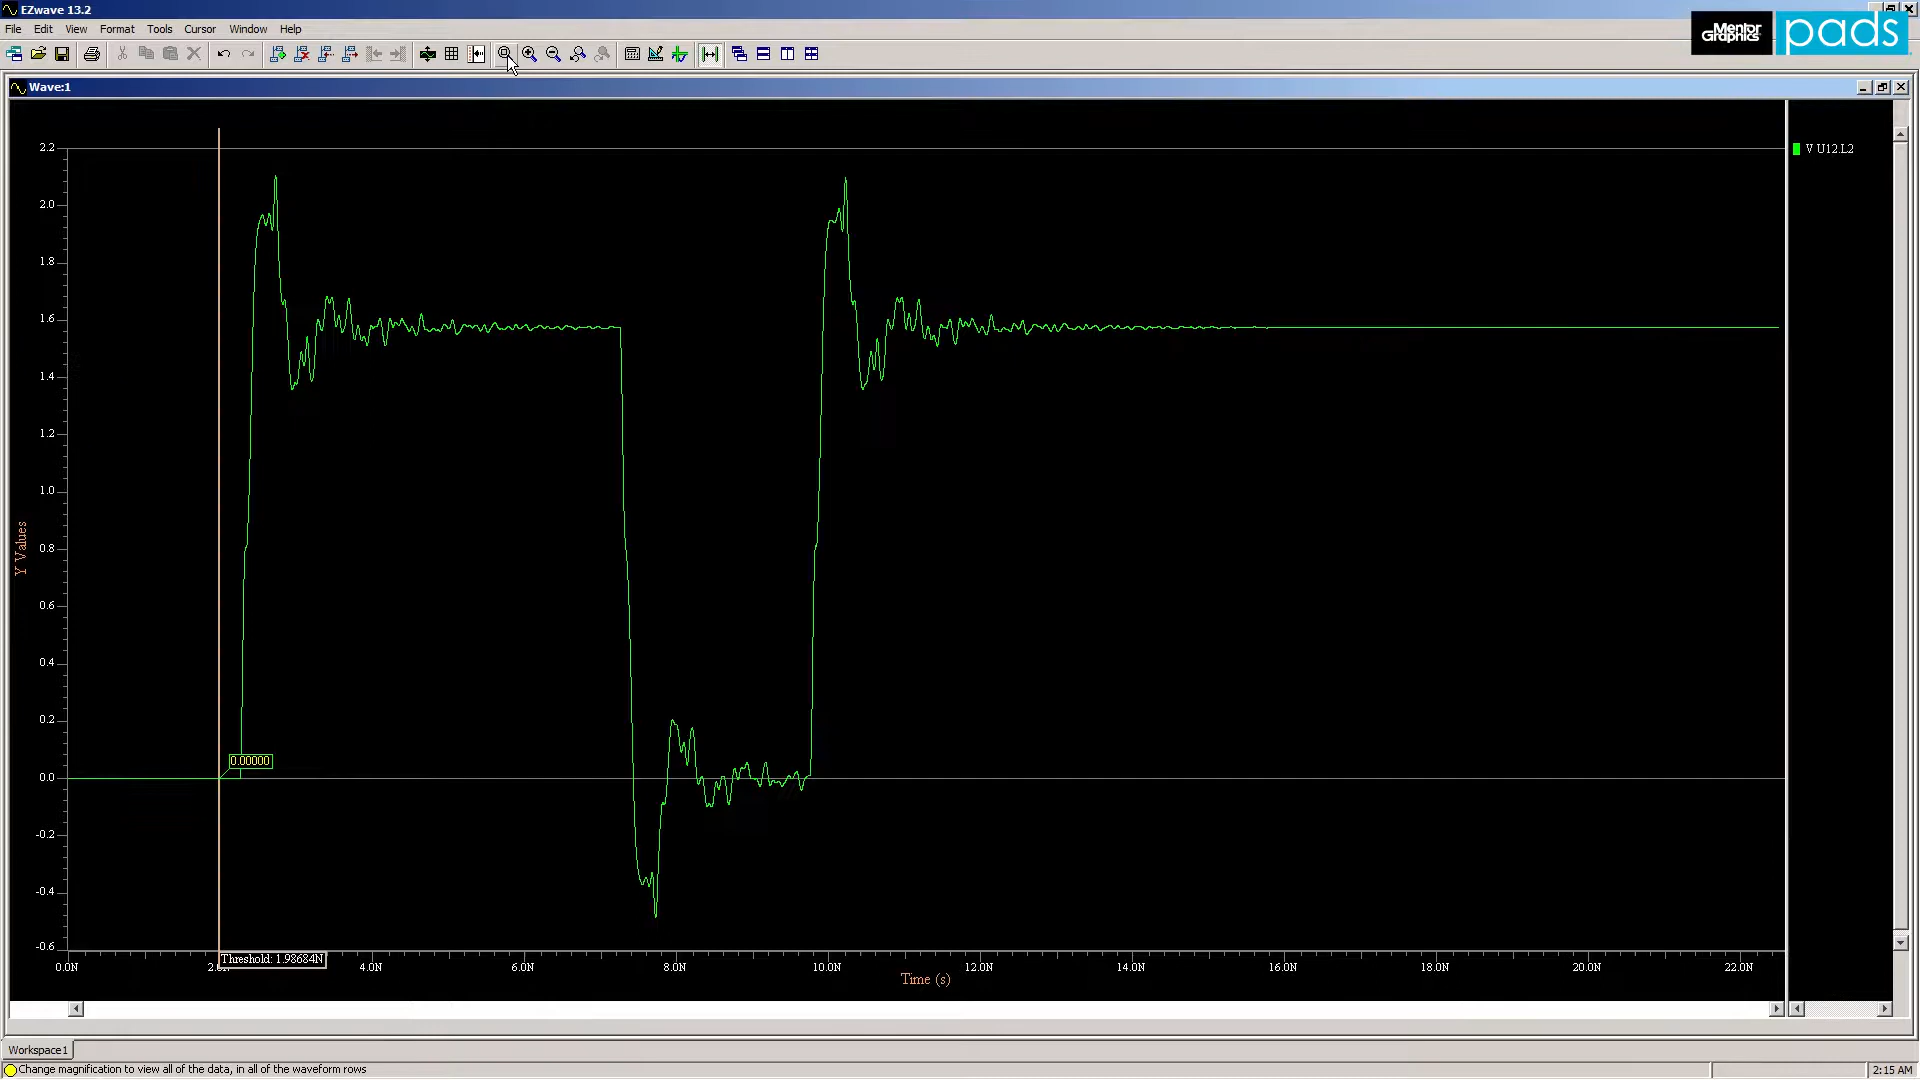 EZwave 13.2
File Edit View Format Tools Cursor Window Help
Mentor
Graphics
pads
Wave:1
V U12.L2
2.2
2.0
1.8
1.6
1.4
1.2
1.0
0.8
0.6
0.4
0.2
0.0
-0.2
-0.4
-0.6
Y Values
0.00000
Threshold: 1.98684N
0.0N 4.0N 6.0N 8.0N 10.0N 12.0N 14.0N 16.0N 18.0N 20.0N 22.0N
Time (s)
Workspace1
Change magnification to view all of the data, in all of the waveform rows
2:15 AM